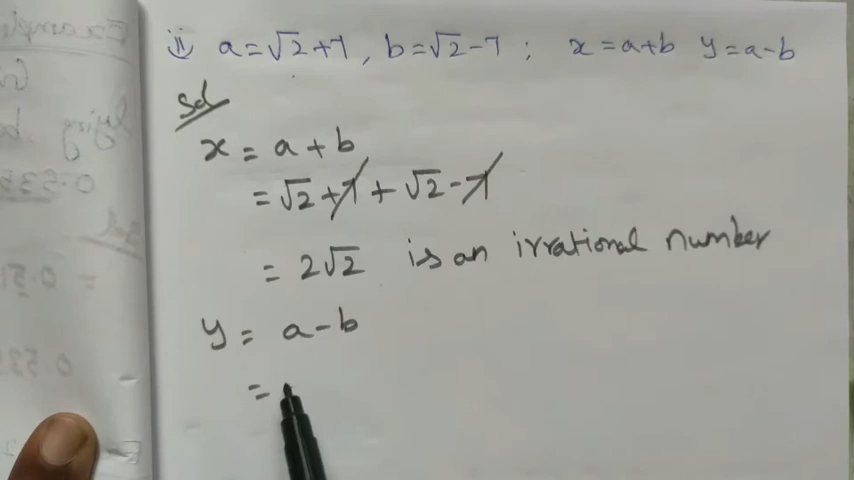 ii) a=√2+7, b=√2-7; x=a+b y=a-b
Sol
x = a+b
= √2+7+√2-7
= 2√2 is an irrational number
y = a-b
=